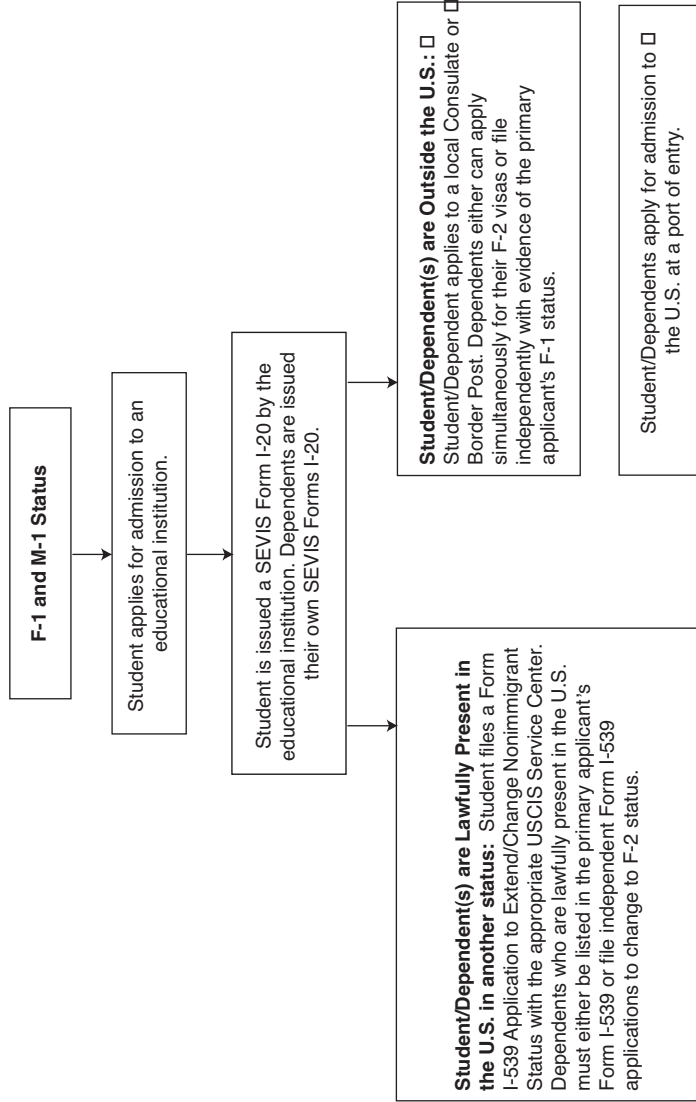 F-1 and M-1 Status
Student applies for admission to an
educational institution.
Student is issued a SEVIS Form I-20 by the
educational institution. Dependents are issued
their own SEVIS Forms I-20.
Student/Dependent(s) are Lawfully Present in
the U.S. in another status: Student files a Form
I-539 Application to Extend/Change Nonimmigrant
Status with the appropriate USCIS Service Center.
Dependents who are lawfully present in the U.S.
must either be listed in the primary applicant's
Form I-539 or file independent Form I-539
applications to change to F-2 status.
Student/Dependent(s) are Outside the U.S.: □
Student/Dependent applies to a local Consulate or □
Border Post. Dependents either can apply
simultaneously for their F-2 visas or file
independently with evidence of the primary
applicant's F-1 status.
Student/Dependents apply for admission to □
the U.S. at a port of entry.